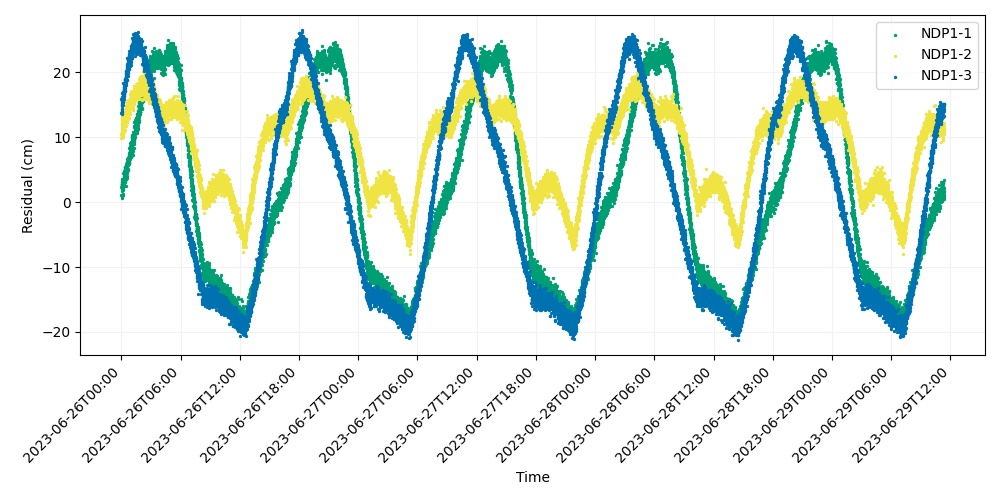 NDP1-1
NDP1-2
NDP1-3
Residual (cm)
20
10
0
−10
−20
2023-06-26T00:00
2023-06-26T06:00
2023-06-26T12:00
2023-06-26T18:00
2023-06-27T00:00
2023-06-27T06:00
2023-06-27T12:00
2023-06-27T18:00
2023-06-28T00:00
2023-06-28T06:00
2023-06-28T12:00
2023-06-28T18:00
2023-06-29T00:00
2023-06-29T06:00
2023-06-29T12:00
Time